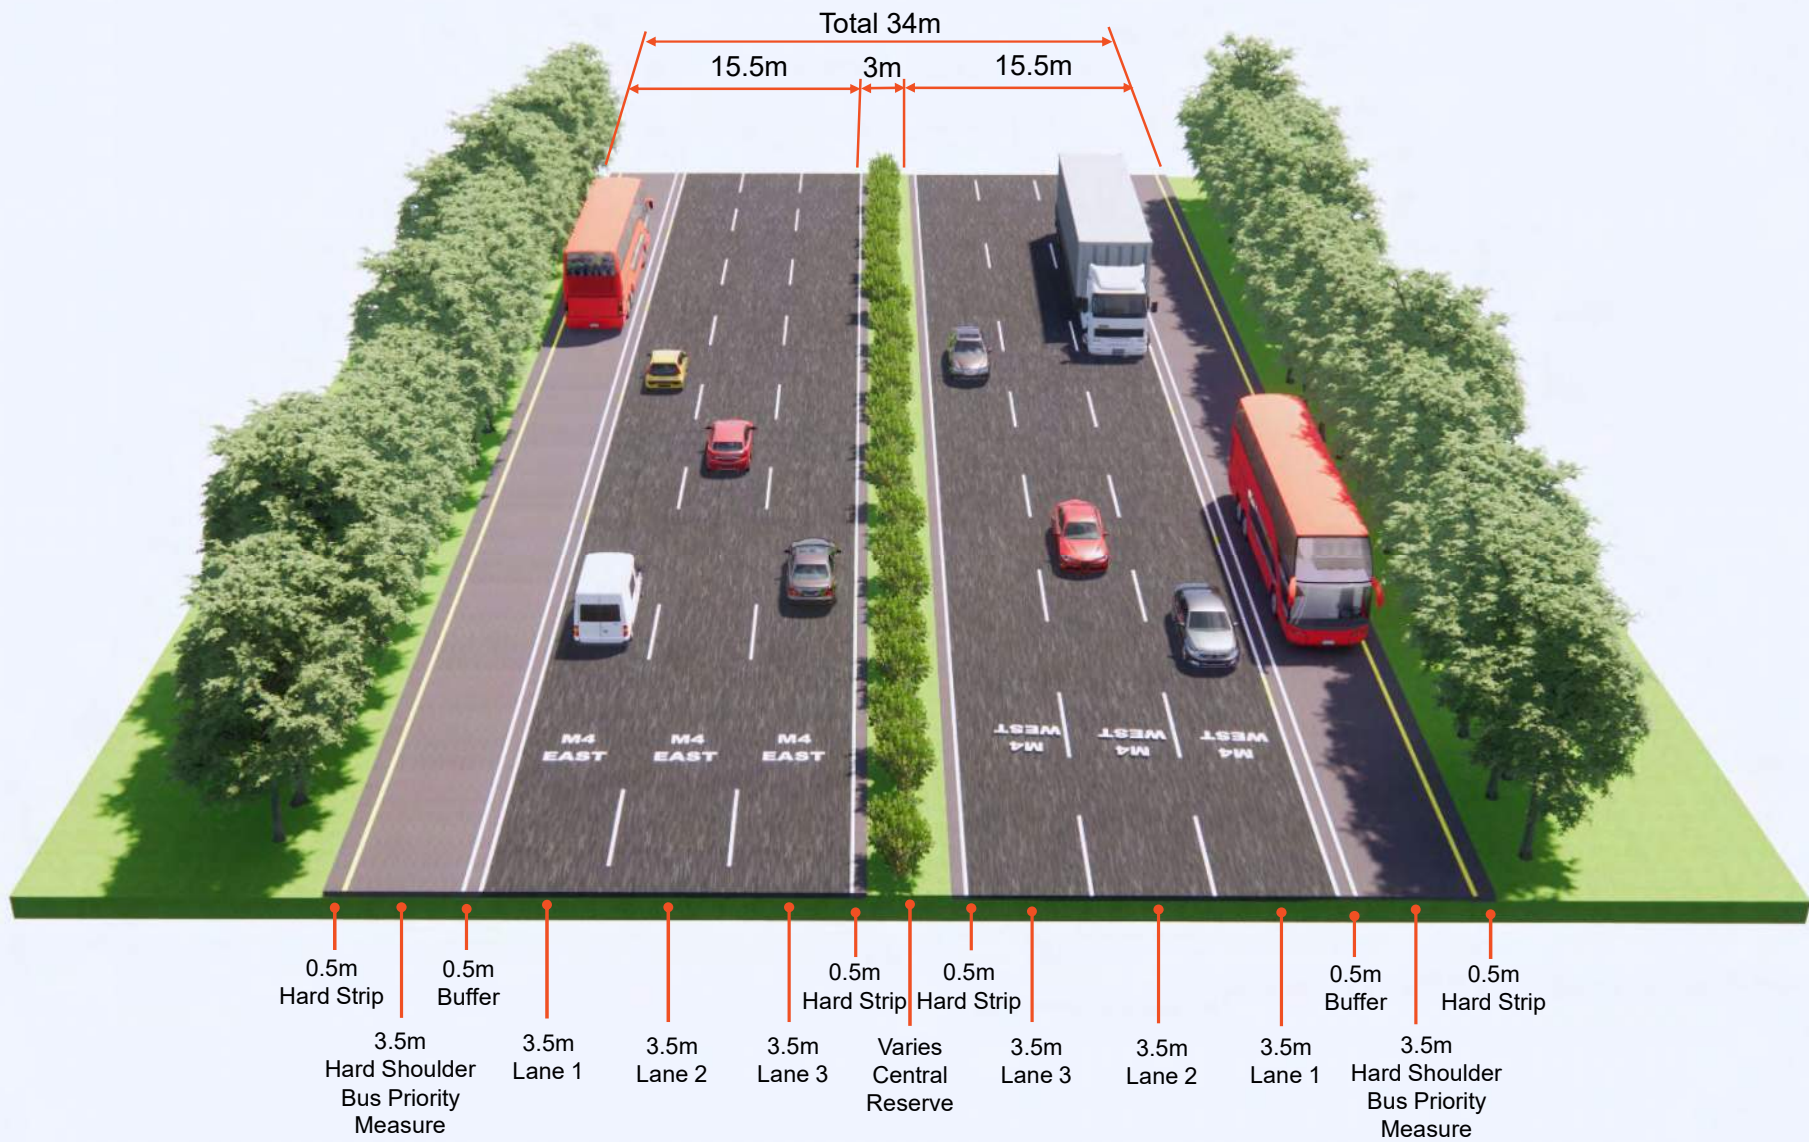 Total 34m
15.5m
3m
15.5m
M4
EAST
M4
EAST
M4
EAST
M4
WEST
M4
WEST
M4
WEST
0.5m
Hard Strip
3.5m
Hard Shoulder
Bus Priority
Measure
0.5m
Buffer
3.5m
Lane 1
3.5m
Lane 2
3.5m
Lane 3
0.5m
Hard Strip
Varies
Central
Reserve
0.5m
Hard Strip
3.5m
Lane 3
3.5m
Lane 2
3.5m
Lane 1
0.5m
Buffer
3.5m
Hard Shoulder
Bus Priority
Measure
0.5m
Hard Strip